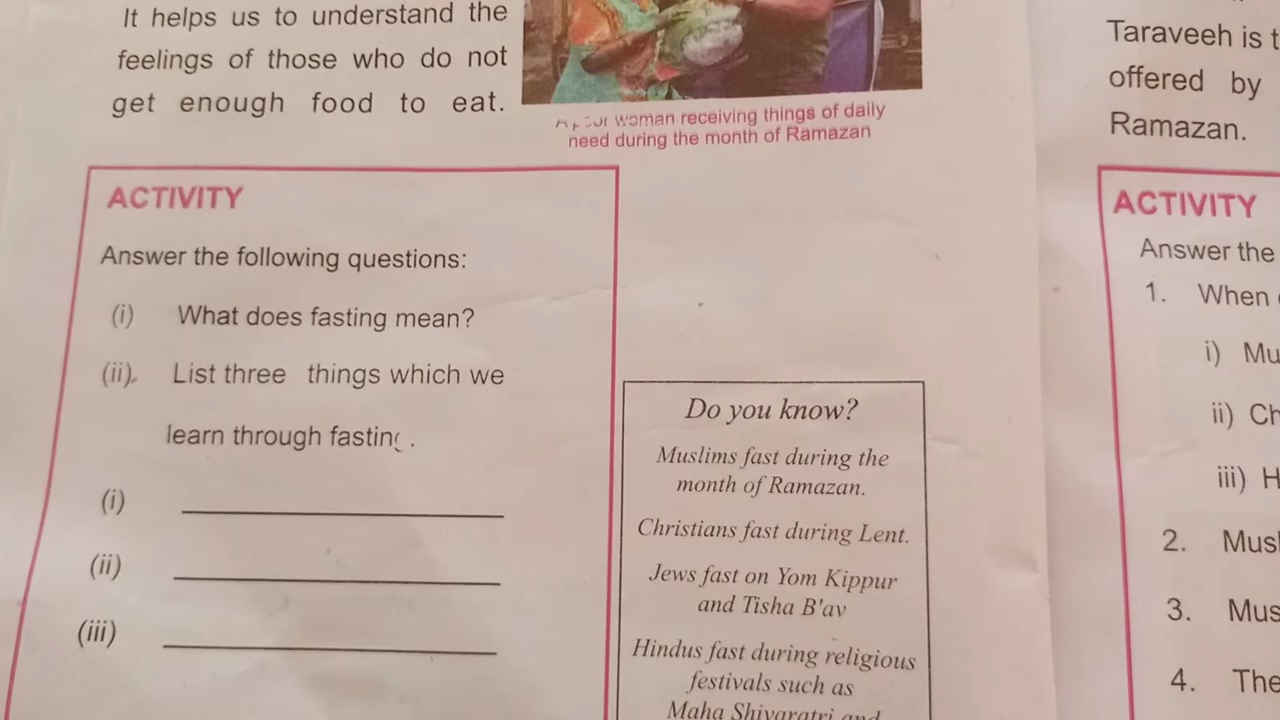 It helps us to understand the
feelings of those who do not
get enough food to eat.
woman receiving things of daily
need during the month of Ramazan
ACTIVITY
Answer the following questions:
(i) What does fasting mean?
(ii). List three things which we
learn through fasting .
(i)
(ii)
(iii)
Do you know?
Muslims fast during the
month of Ramazan.
Christians fast during Lent.
Jews fast on Yom Kippur
and Tisha B'av
Hindus fast during religious
festivals such as
Maha Shivaratri and
Taraveeh is
offered by
Ramazan.
ACTIVITY
Answer the
1. When
i)
ii)
iii)
2.
3.
4. The